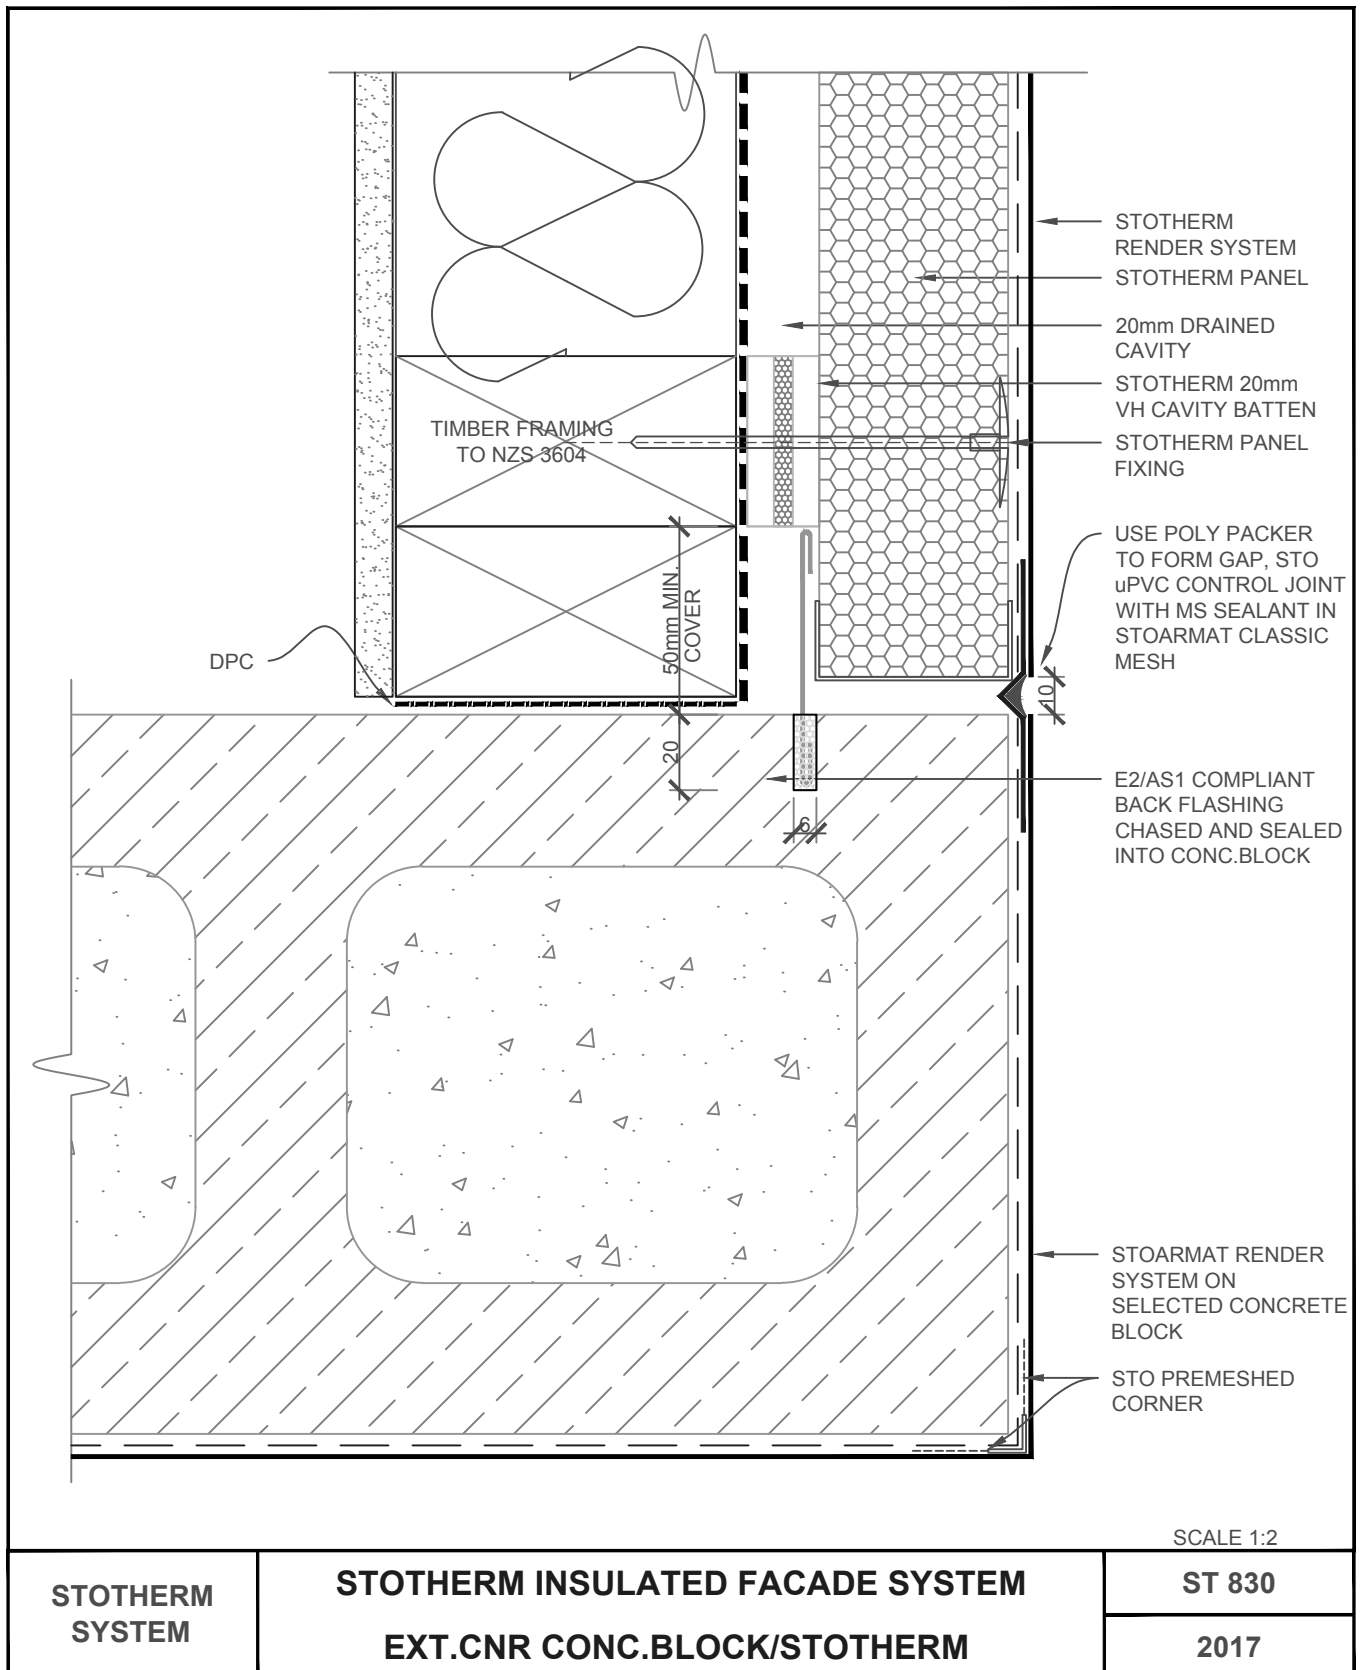 STOTHERM
RENDER SYSTEM
STOTHERM PANEL
20mm DRAINED
CAVITY
STOTHERM 20mm
VH CAVITY BATTEN
STOTHERM PANEL
FIXING
TIMBER FRAMING
TO NZS 3604
USE POLY PACKER
TO FORM GAP, STO
uPVC CONTROL JOINT
WITH MS SEALANT IN
STOARMAT CLASSIC
MESH
50mm MIN.
COVER
DPC
10
20
6
E2/AS1 COMPLIANT
BACK FLASHING
CHASED AND SEALED
INTO CONC.BLOCK
STOARMAT RENDER
SYSTEM ON
SELECTED CONCRETE
BLOCK
STO PREMESHED
CORNER
SCALE 1:2
STOTHERM
SYSTEM
STOTHERM INSULATED FACADE SYSTEM
EXT.CNR CONC.BLOCK/STOTHERM
ST 830
2017